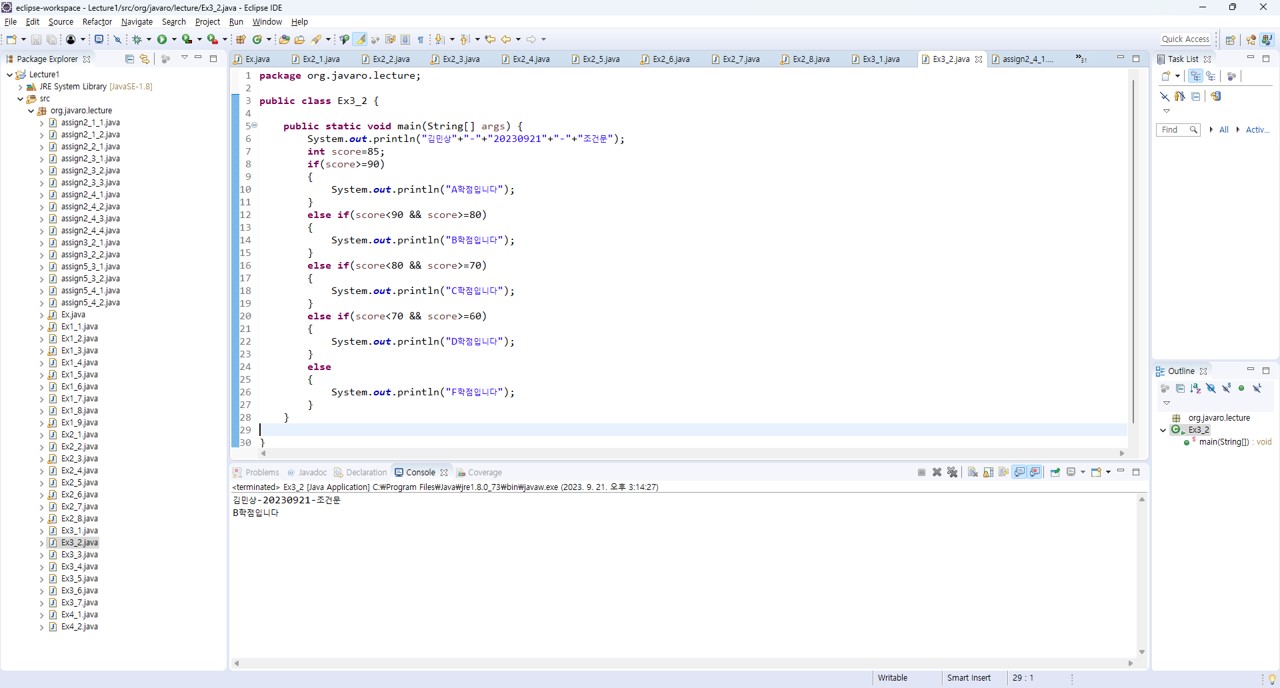 eclipse-workspace - Lecture1/src/org/javaro/lecture/Ex3_2.java - Eclipse IDE
File Edit Source Refactor Navigate Search Project Run Window Help
Quick Access
Package Explorer
Lecture1
JRE System Library [JavaSE-1.8]
src
org.javaro.lecture
assign2_1_1.java
assign2_1_2.java
assign2_2_1.java
assign2_3_1.java
assign2_3_2.java
assign2_3_3.java
assign2_4_1.java
assign2_4_2.java
assign2_4_3.java
assign2_4_4.java
assign3_2_1.java
assign3_2_2.java
assign5_3_1.java
assign5_3_2.java
assign5_4_1.java
assign5_4_2.java
Ex.java
Ex1_1.java
Ex1_2.java
Ex1_3.java
Ex1_4.java
Ex1_5.java
Ex1_6.java
Ex1_7.java
Ex1_8.java
Ex1_9.java
Ex2_1.java
Ex2_2.java
Ex2_3.java
Ex2_4.java
Ex2_5.java
Ex2_6.java
Ex2_7.java
Ex2_8.java
Ex3_1.java
Ex3_2.java
Ex3_3.java
Ex3_4.java
Ex3_5.java
Ex3_6.java
Ex3_7.java
Ex4_1.java
Ex4_2.java
Ex.java Ex2_1.java Ex2_2.java Ex2_3.java Ex2_4.java Ex2_5.java Ex2_6.java Ex2_7.java Ex2_8.java Ex3_1.java Ex3_2.java assign2_4_1.... »31
1 package org.javaro.lecture;
2
3 public class Ex3_2 {
4
5 public static void main(String[] args) {
6 System.out.println("김민상"+"-"+"20230921"+"-"+"조건문");
7 int score=85;
8 if(score>=90)
9 {
10 System.out.println("A학점입니다");
11 }
12 else if(score<90 && score>=80)
13 {
14 System.out.println("B학점입니다");
15 }
16 else if(score<80 && score>=70)
17 {
18 System.out.println("C학점입니다");
19 }
20 else if(score<70 && score>=60)
21 {
22 System.out.println("D학점입니다");
23 }
24 else
25 {
26 System.out.println("F학점입니다");
27 }
28 }
29
30 }
Problems Javadoc Declaration Console Coverage
<terminated> Ex3_2 [Java Application] C:₩Program Files₩Java₩jre1.8.0_73₩bin₩javaw.exe (2023. 9. 21. 오후 3:14:27)
김민상-20230921-조건문
B학점입니다
Task List
Find All Activ...
Outline
org.javaro.lecture
Ex3_2
main(String[]) : void
Writable Smart Insert 29 : 1